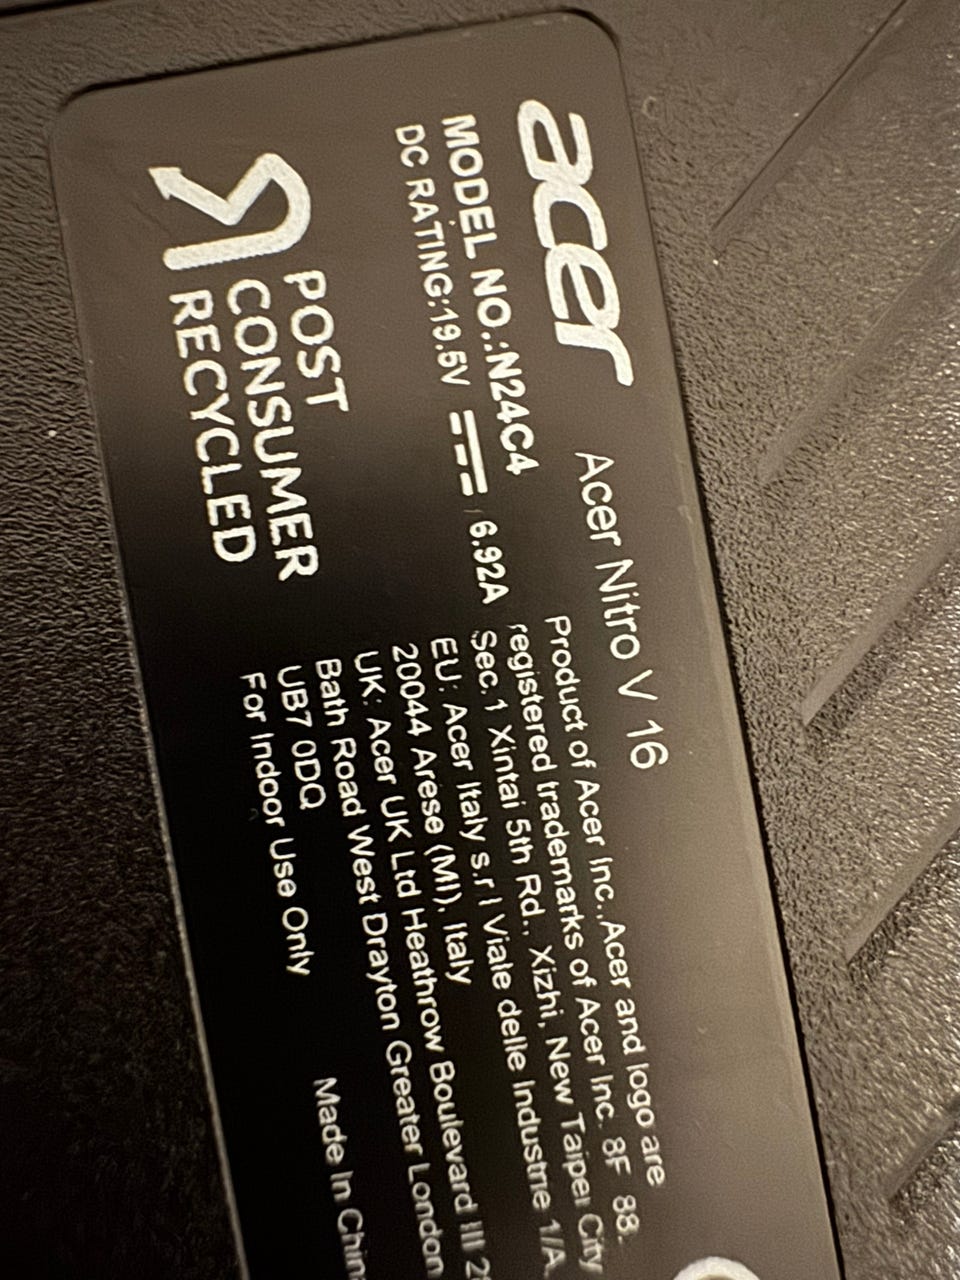 acer
Acer Nitro V 16
MODEL NO.:N24C4
DC RATING:19.5V ⎓ 6.92A
POST
CONSUMER
RECYCLED
Product of Acer Inc.,Acer and logo are
registered trademarks of Acer Inc. 8F 88.
Sec.1 Xintai 5th Rd., Xizhi, New Taipei City
EU: Acer Italy s.r.l Viale delle Industrie 1/A,
20044 Arese (MI), Italy
UK: Acer UK Ltd Heathrow Boulevard III
Bath Road West Drayton Greater London
UB7 0DQ
For Indoor Use Only
Made In